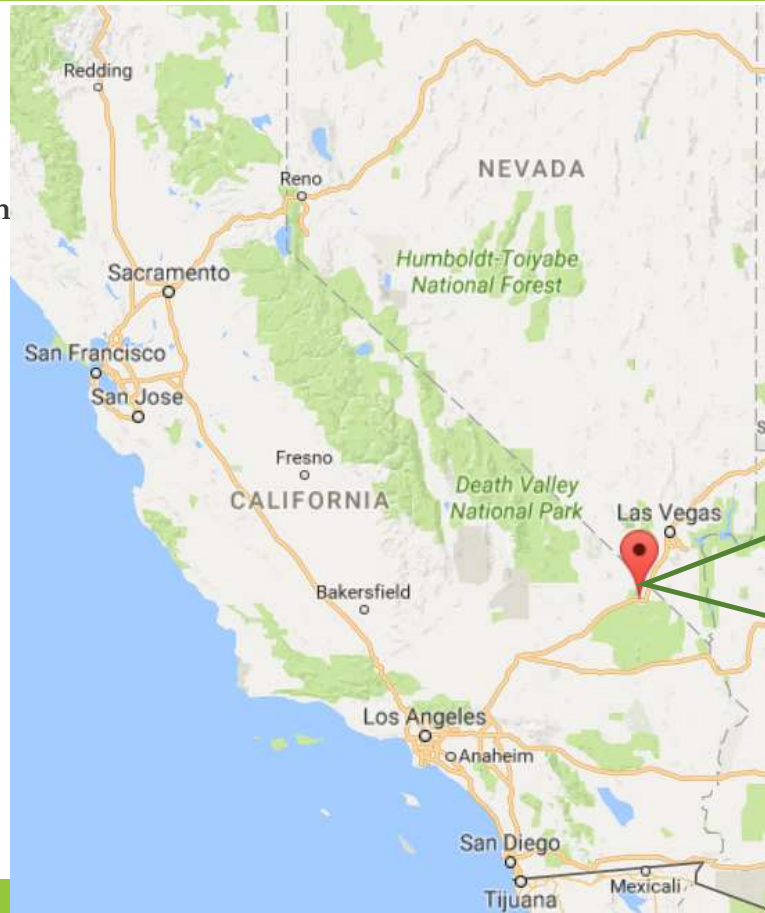 Redding
NEVADA
Reno
Humboldt-Toiyabe
National Forest
Sacramento
San Francisco
San Jose
Fresno
CALIFORNIA
Death Valley
National Park
Las Vegas
Bakersfield
Los Angeles
Anaheim
San Diego
Mexicali
Tijuana